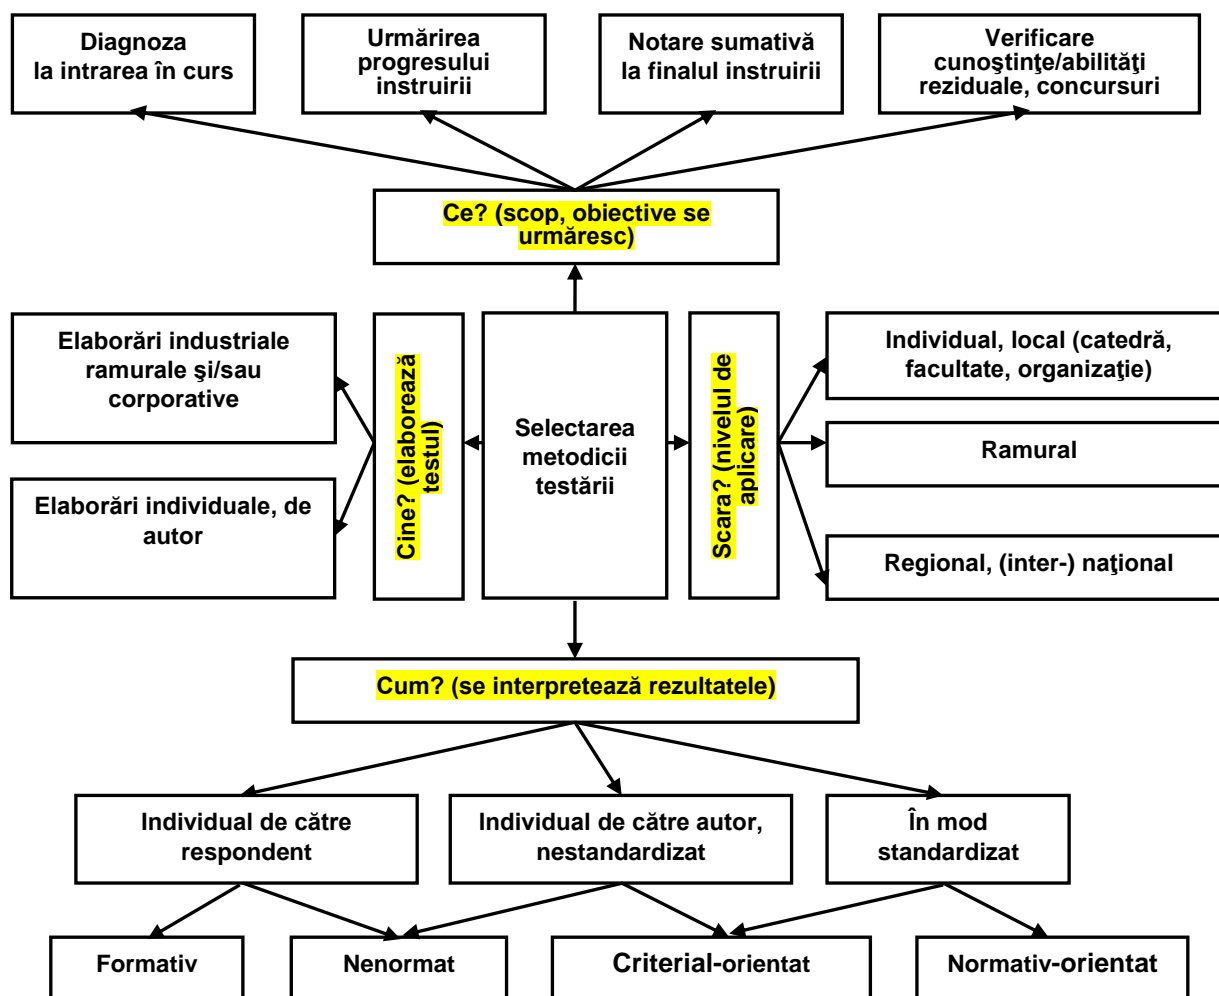 Diagnoza
la intrarea în curs
Urmărirea
progresului
instruirii
Notare sumativă
la finalul instruirii
Verificare
cunoştinţe/abilităţi
reziduale, concursuri
Ce? (scop, obiective se
urmăresc)
Elaborări industriale
ramurale şi/sau
corporative
Elaborări individuale, de
autor
Cine? (elaborează
testul)
Selectarea
metodicii
testării
Scara? (nivelul de
aplicare)
Individual, local (catedră,
facultate, organizaţie)
Ramural
Regional, (inter-) naţional
Cum? (se interpretează rezultatele)
Individual de către
respondent
Individual de către autor,
nestandardizat
În mod
standardizat
Formativ
Nenormat
Criterial-orientat
Normativ-orientat